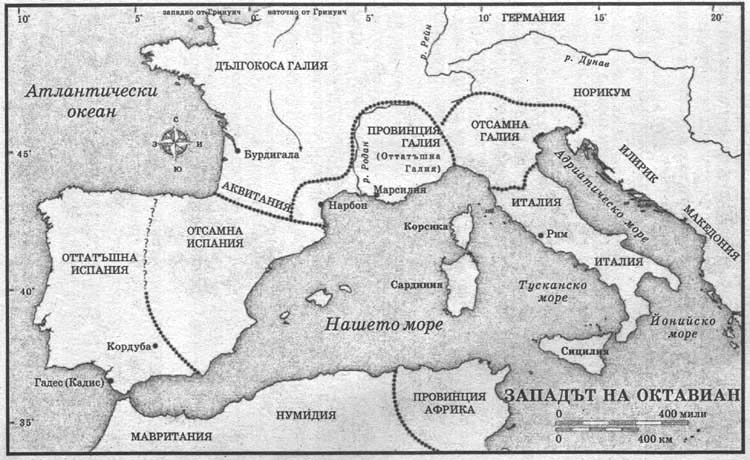 10°
5°
западно от Гринуич
0°
източно от Гринуич
5°
10°
15°
20°
ГЕРМАНИЯ
р. Рейн
р. Дунав
ДЪЛГОКОСА ГАЛИЯ
Атлантически
океан
НОРИКУМ
С
З
И
Ю
ПРОВИНЦИЯ
ГАЛИЯ
(Оттатъшна
Галия)
ОТСАМНА
ГАЛИЯ
45°
Бурдигала
р. Родан
ИЛИРИК
Адриатическо море
АКВИТАНИЯ
Нарбон
Марсилия
ИТАЛИЯ
МАКЕДОНИЯ
ОТТАТЪШНА
ИСПАНИЯ
ОТСАМНА
ИСПАНИЯ
Корсика
Рим
ИТАЛИЯ
40°
Сардиния
Тусканско
море
Нашето море
Йонийско
море
Кордуба
Сицилия
Гадес (Кадис)
35°
МАВРИТАНИЯ
НУМИДИЯ
ПРОВИНЦИЯ
АФРИКА
ЗАПАДЪТ НА ОКТАВИАН
0 400 мили
0 400 км